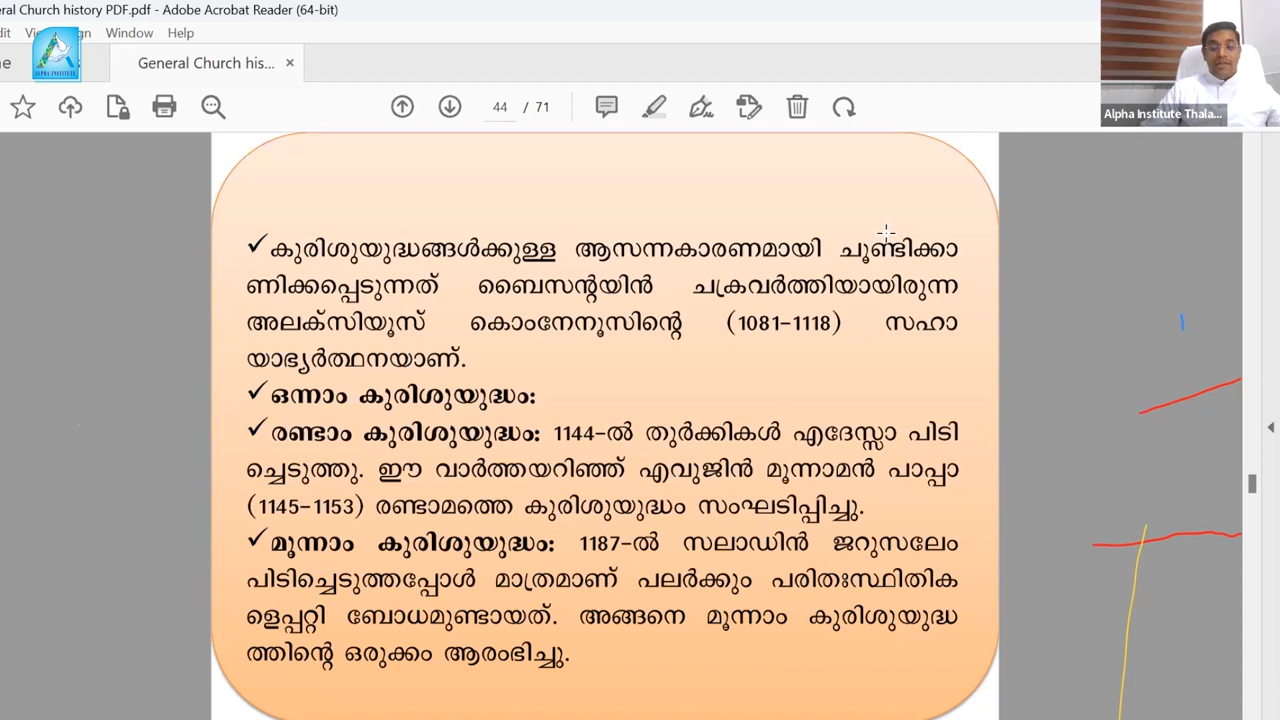 eral Church history PDF.pdf - Adobe Acrobat Reader (64-bit)
Window Help
ALPHA INSTITUTE
General Church his... ×
44 / 71
Alpha Institute Thala...
✓കുരിശുയുദ്ധങ്ങൾക്കുള്ള ആസന്നകാരണമായി ചൂണ്ടിക്കാ
ണിക്കപ്പെടുന്നത് ബൈസന്റയിൻ ചക്രവർത്തിയായിരുന്ന
അലക്സിയൂസ് കൊംനേനൂസിന്റെ (1081-1118) സഹാ
യാഭ്യർത്ഥനയാണ്.
✓ഒന്നാം കുരിശുയുദ്ധം:
✓രണ്ടാം കുരിശുയുദ്ധം: 1144-ൽ തുർക്കികൾ എദേസ്സാ പിടി
ച്ചെടുത്തു. ഈ വാർത്തയറിഞ്ഞ് എവുജിൻ മൂന്നാമൻ പാപ്പാ
(1145-1153) രണ്ടാമത്തെ കുരിശുയുദ്ധം സംഘടിപ്പിച്ചു.
✓മൂന്നാം കുരിശുയുദ്ധം: 1187-ൽ സലാഡിൻ ജറുസലേം
പിടിച്ചെടുത്തപ്പോൾ മാത്രമാണ് പലർക്കും പരിതഃസ്ഥിതിക
ളെപ്പറ്റി ബോധമുണ്ടായത്. അങ്ങനെ മൂന്നാം കുരിശുയുദ്ധ
ത്തിന്റെ ഒരുക്കം ആരംഭിച്ചു.